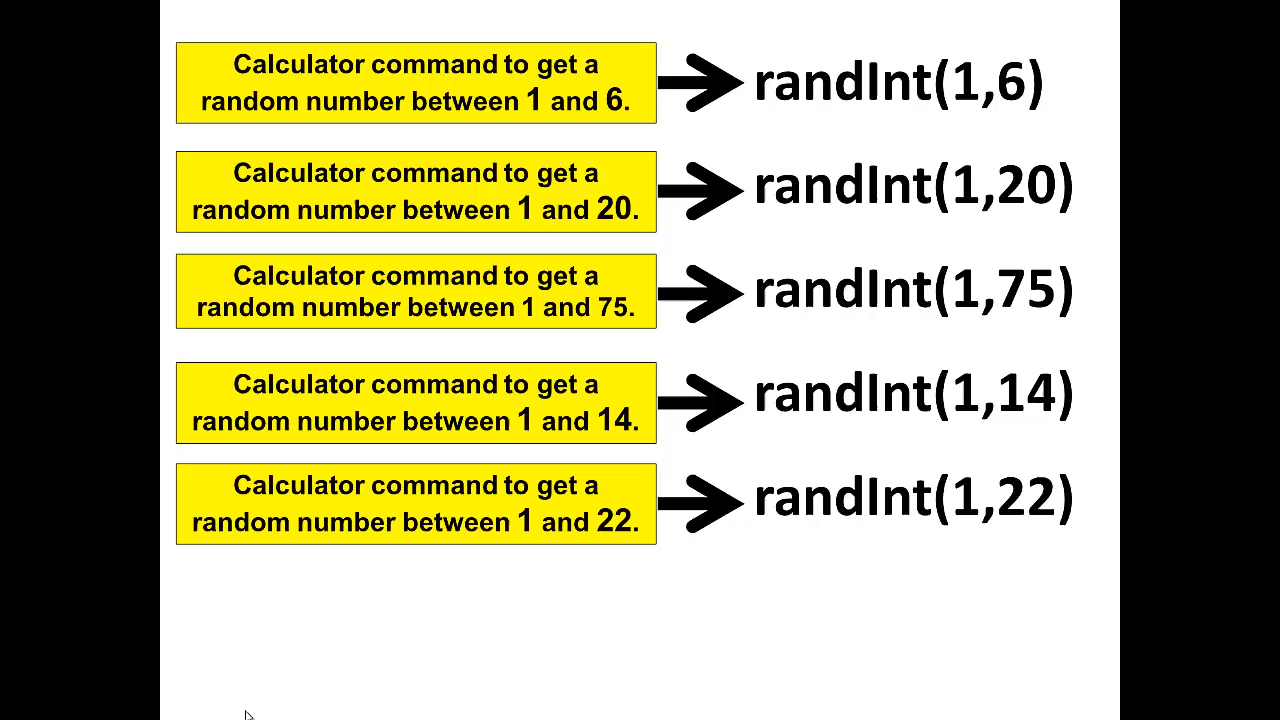 Calculator command to get a
random number between 1 and 6.
randInt(1,6)
Calculator command to get a
random number between 1 and 20.
randInt(1,20)
Calculator command to get a
random number between 1 and 75.
randInt(1,75)
Calculator command to get a
random number between 1 and 14.
randInt(1,14)
Calculator command to get a
random number between 1 and 22.
randInt(1,22)